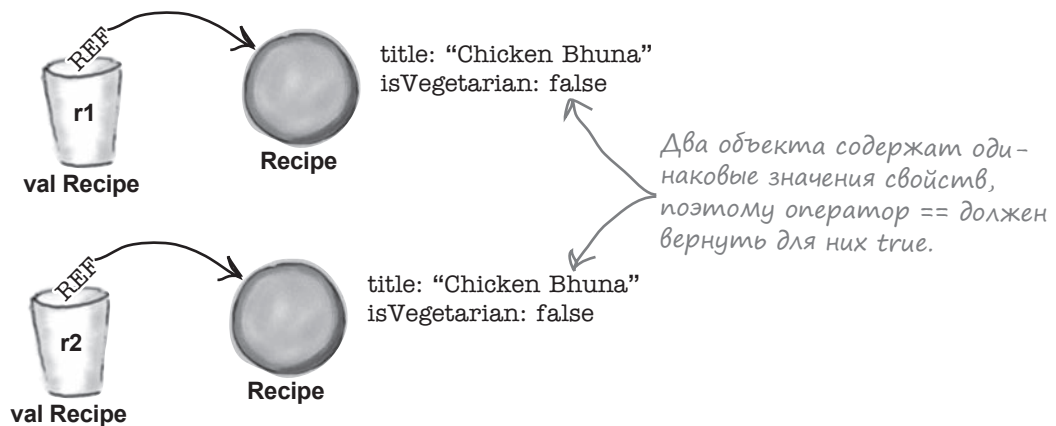 REF
title: “Chicken Bhuna”
isVegetarian: false
r1
Recipe
val Recipe
Два объекта содержат оди-
наковые значения свойств,
поэтому оператор == должен
вернуть для них true.
REF
title: “Chicken Bhuna”
isVegetarian: false
r2
Recipe
val Recipe